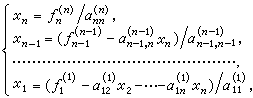 x_n = f_n^{(n)} / a_{nn}^{(n)},
x_{n-1} = (f_{n-1}^{(n-1)} - a_{n-1,n}^{(n-1)} x_n) / a_{n-1,n-1}^{(n-1)},
..............................................,
x_1 = (f_1^{(1)} - a_{12}^{(1)} x_2 - ... - a_{1n}^{(1)} x_n) / a_{11}^{(1)},